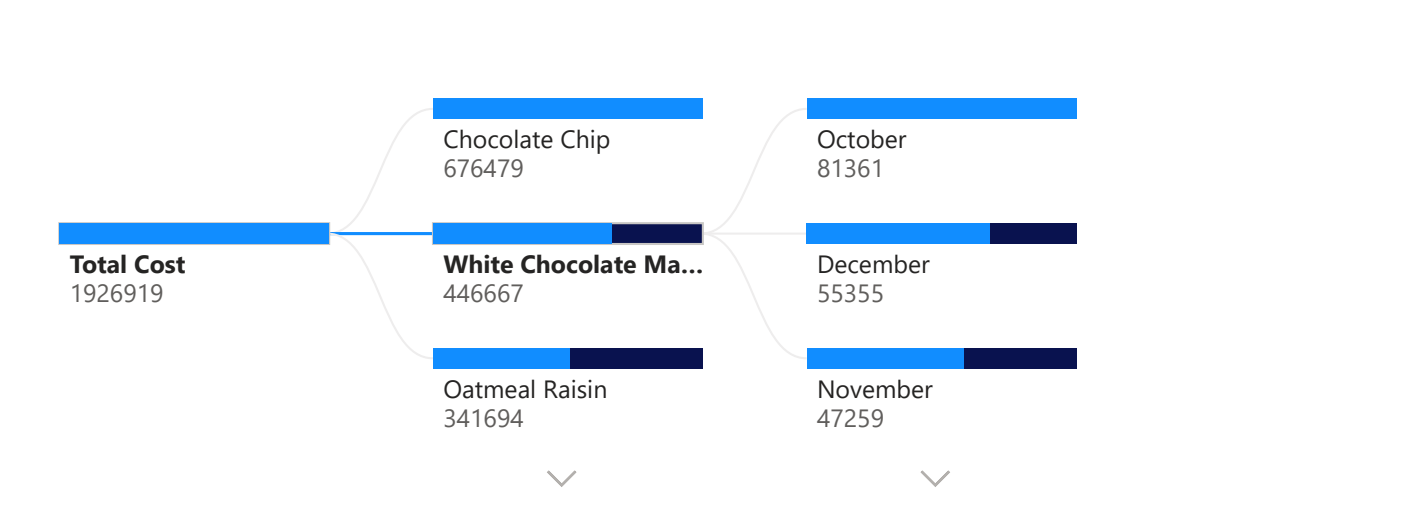 Total Cost
1926919
Chocolate Chip
676479
White Chocolate Ma...
446667
Oatmeal Raisin
341694
October
81361
December
55355
November
47259